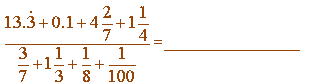 (13.3̇ + 0.1 + 4 2/7 + 1 1/4) / (3/7 + 1 1/3 + 1/8 + 1/100) = ____________